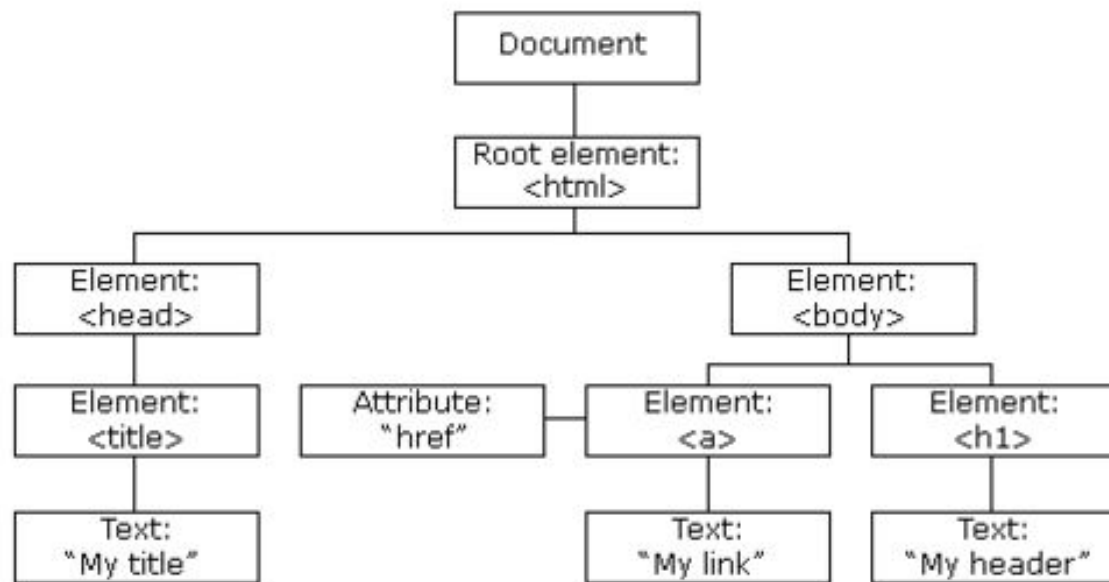 Document
Root element:
<html>
Element:
<head>
Element:
<body>
Element:
<title>
Attribute:
“href”
Element:
<a>
Element:
<h1>
Text:
“My title”
Text:
“My link”
Text:
“My header”